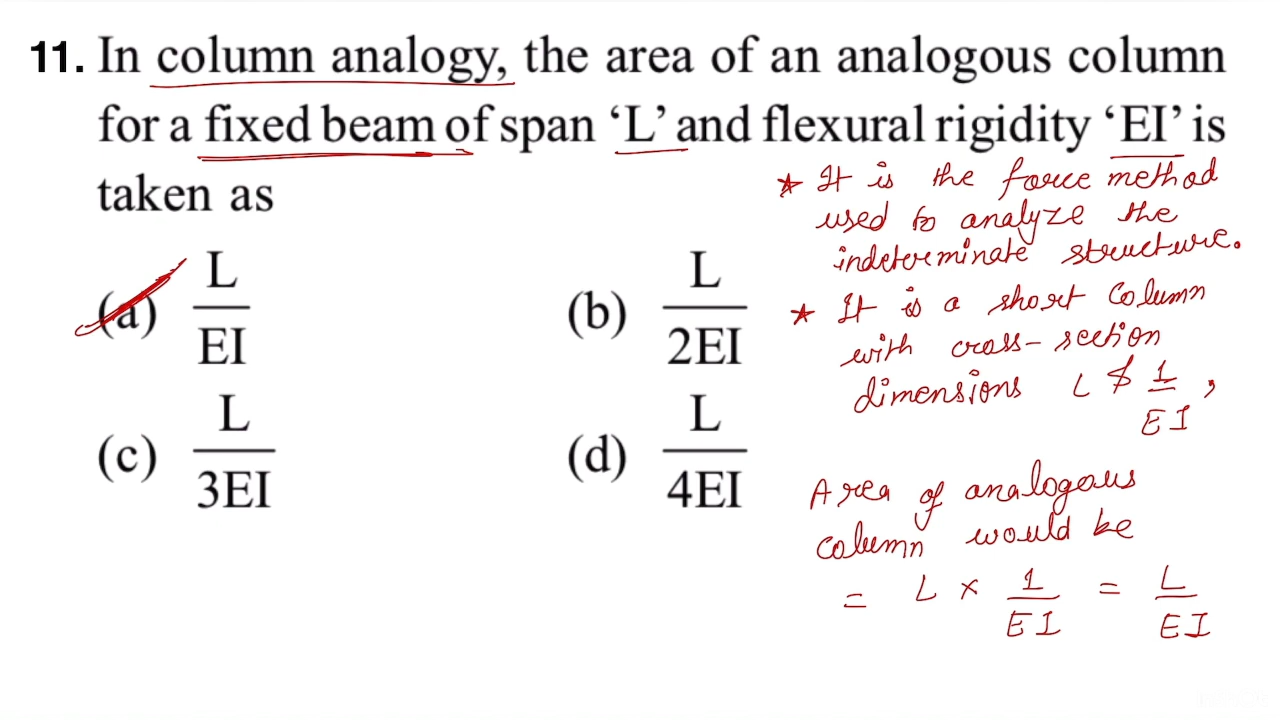 11. In column analogy, the area of an analogous column
for a fixed beam of span ‘L’ and flexural rigidity ‘EI’ is
taken as
(a) L/EI
(b) L/2EI
(c) L/3EI
(d) L/4EI
* It is the force method
used to analyze the
indeterminate structure.
* It is a short column
with cross-section
dimensions L & 1/EI,
Area of analogous
column would be
= L × 1/EI = L/EI